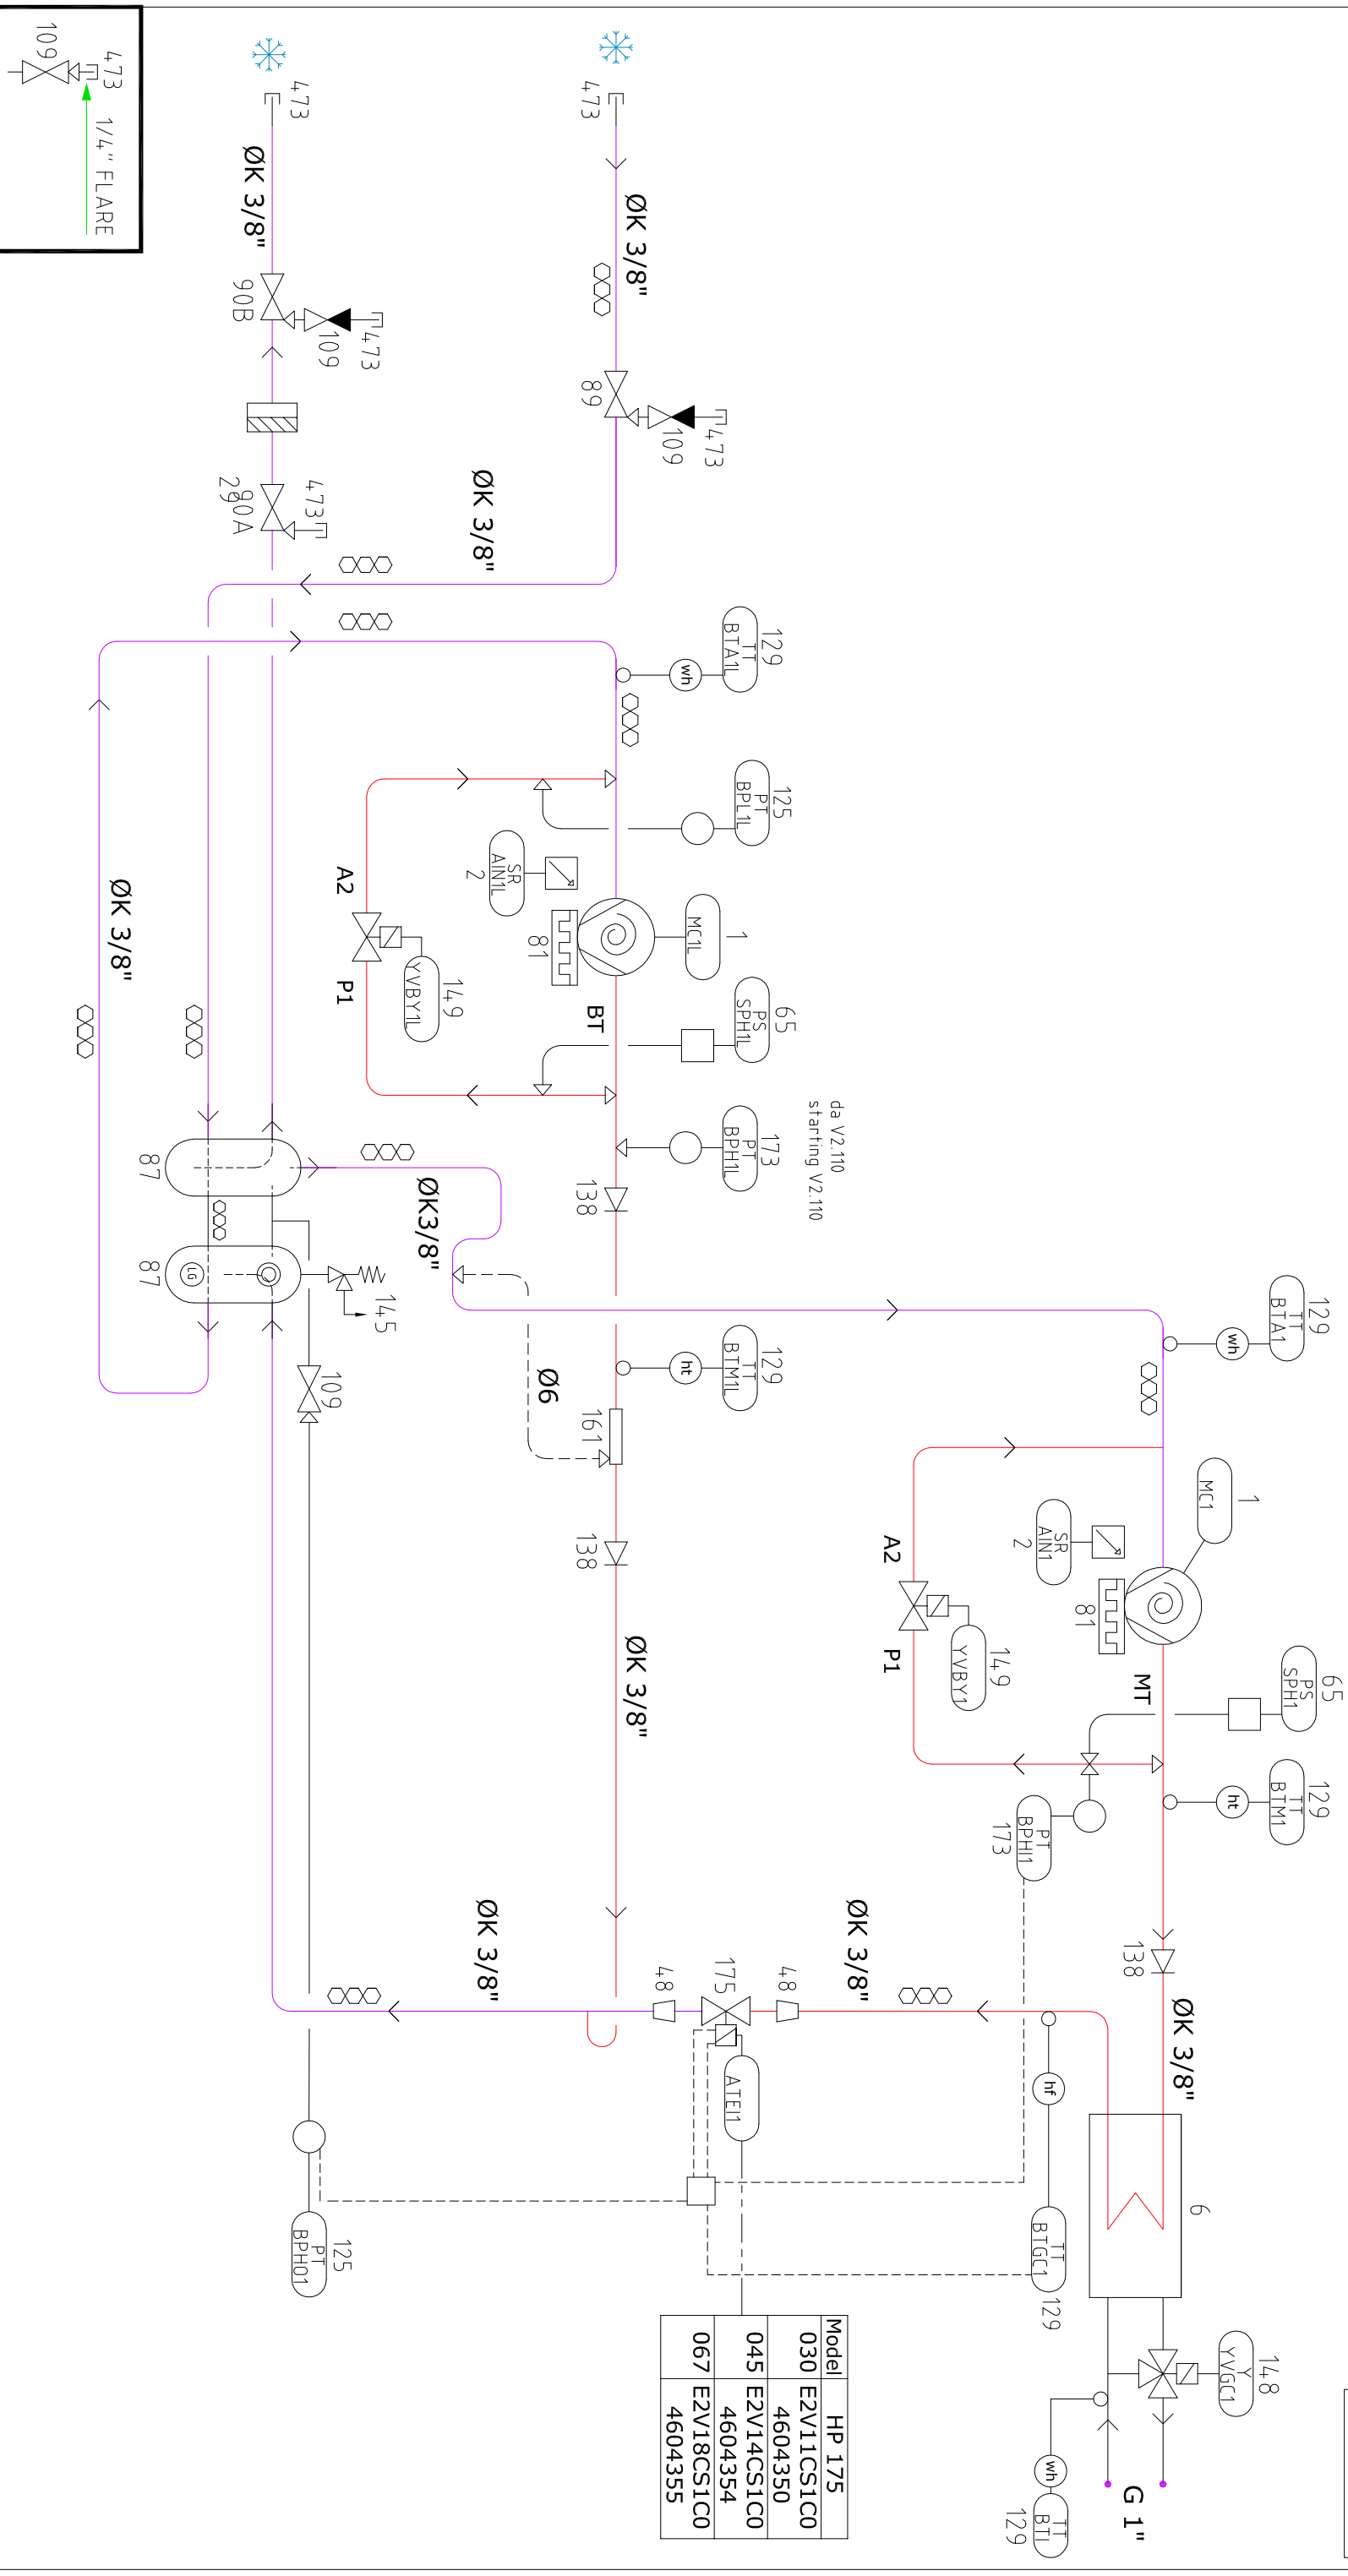 129
TT
BTA1
1
MC1
SR
AIN1
2
81
A2
149
YVBY1
P1
MT
65
PS
SPH1
129
TT
BTM1
173
PT
BPHI1
138
ØK 3/8"
6
148
Y
YVGC1
G 1"
129
TT
BTI
wh
wh
ht
hf
129
TT
BTGC1
ØK 3/8"
48
175
48
ATEI1
Model HP 175
030 E2V11CS1C0
4604350
045 E2V14CS1C0
4604354
067 E2V18CS1C0
4604355
da V2.110
starting V2.110
129
TT
BTA1L
wh
125
PT
BPL1L
1
MC1L
SR
AIN1L
2
81
A2
149
YVBY1L
P1
BT
65
PS
SPH1L
173
PT
BPH1L
138
129
TT
BTM1L
ht
161
Ø6
138
ØK 3/8"
473
ØK 3/8"
89
109
473
ØK 3/8"
ØK3/8"
ØK 3/8"
473
ØK 3/8"
90B
109
473
473
90A
29
145
87
87
LG
109
125
PT
BPHO1
ØK 3/8"
473
109
1/4" FLARE